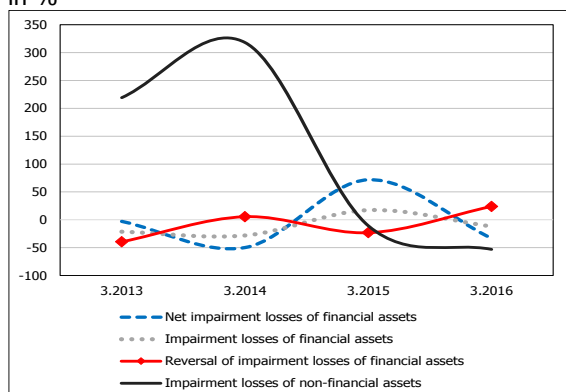 in %
350
300
250
200
150
100
50
0
-50
-100
3.2013 3.2014 3.2015 3.2016
Net impairment losses of financial assets
Impairment losses of financial assets
Reversal of impairment losses of financial assets
Impairment losses of non-financial assets